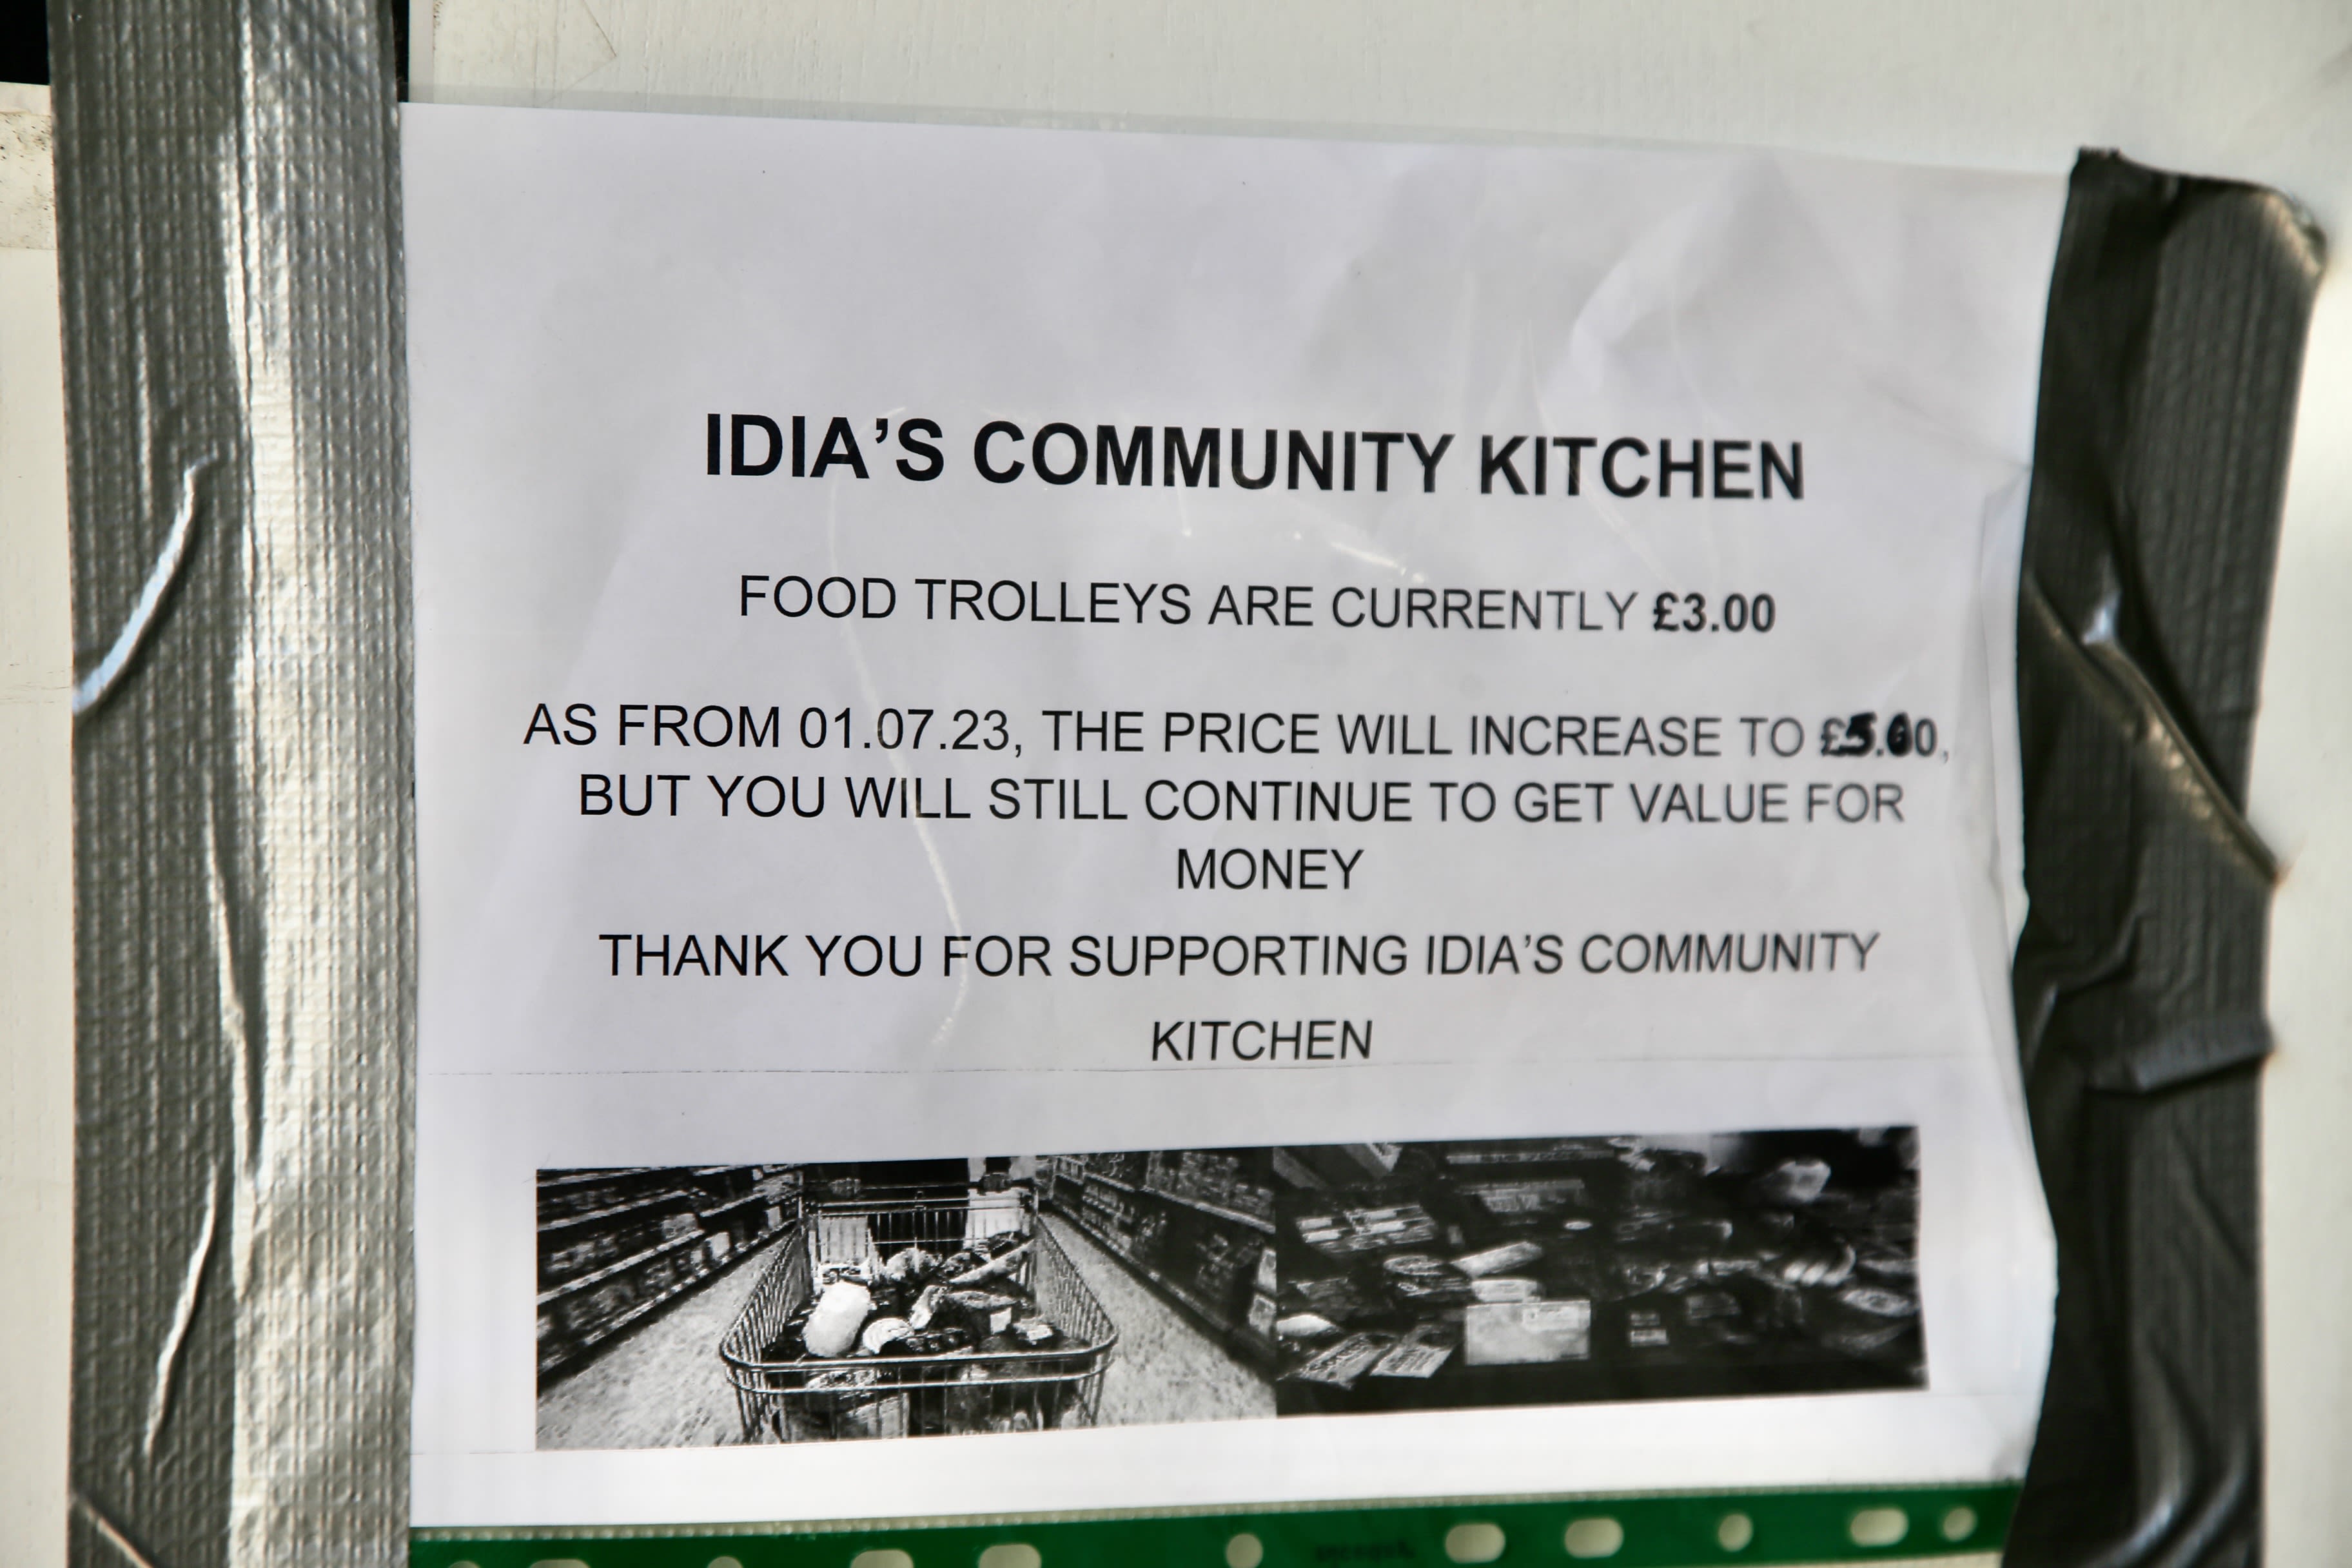 IDIA'S COMMUNITY KITCHEN
FOOD TROLLEYS ARE CURRENTLY £3.00
AS FROM 01.07.23, THE PRICE WILL INCREASE TO £5.00,
BUT YOU WILL STILL CONTINUE TO GET VALUE FOR
MONEY
THANK YOU FOR SUPPORTING IDIA'S COMMUNITY
KITCHEN